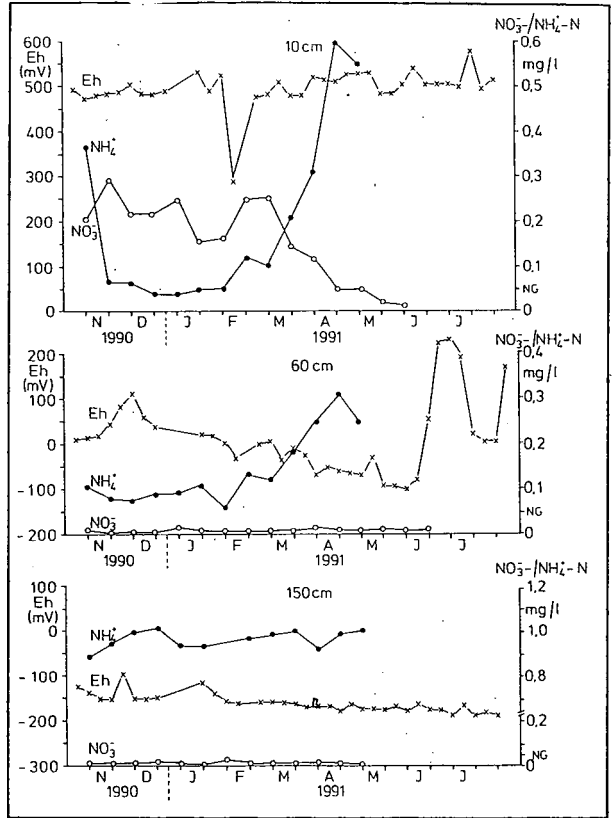 NO₃⁻/NH₄⁺-N
600
Eh
(mV)
10 cm
0,6
mg/l
Eh
500
0,5
400
NH₄⁺
0,4
300
0,3
200
NO₃⁻
0,2
100
0,1
NG
0
0
N D J F M A M J J
1990 1991
200
Eh
(mV)
60 cm
NO₃⁻/NH₄⁺-N
0,4
mg/l
100
Eh
0,3
0
0,2
NH₄⁺
-100
0,1
NO₃⁻
NG
-200
0
N D J F M A M J J
1990 1991
NO₃⁻/NH₄⁺-N
100
Eh
(mV)
150 cm
1,2
mg/l
NH₄⁺
0
1,0
Eh
-100
0,8
-200
0,2
NO₃⁻
NG
-300
0
N D J F M A M J J
1990 1991